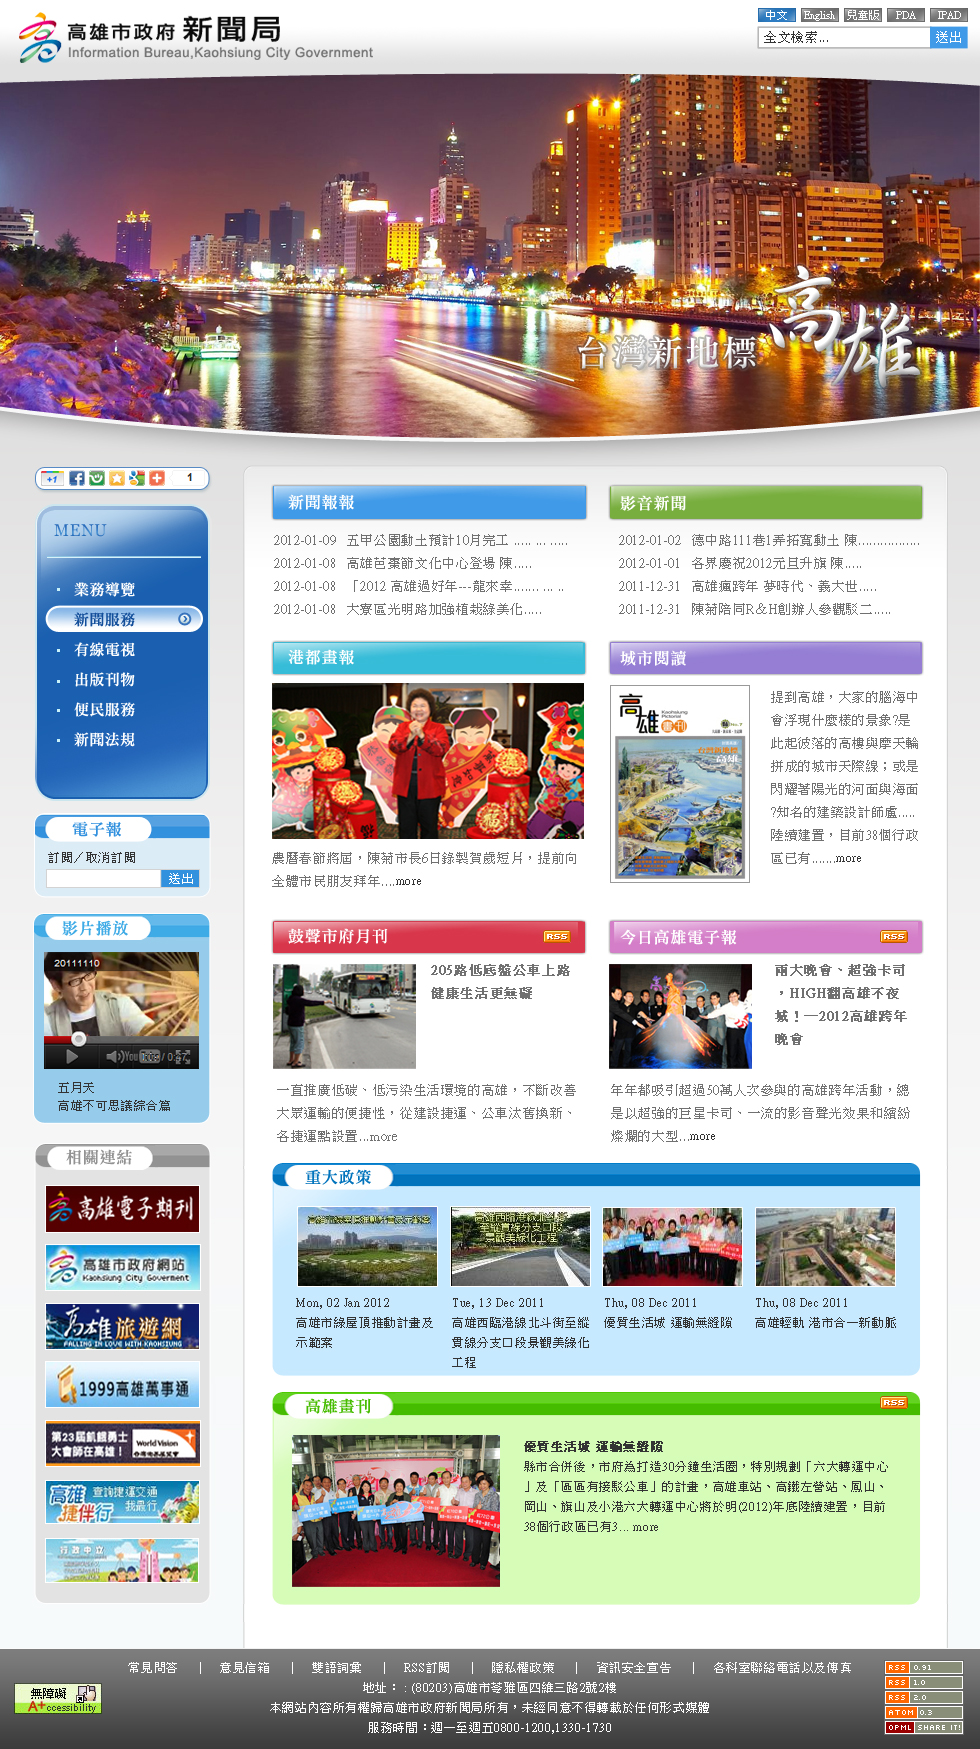 高雄市政府 新聞局
Information Bureau,Kaohsiung City Government
中文 English 兒童版 PDA IPAD
全文檢索... 送出
台灣新地標 高雄
+1 1
MENU
業務導覽
新聞服務
有線電視
出版刊物
便民服務
新聞法規
電子報
訂閱／取消訂閱
送出
影片播放
20111110
五月天
高雄不可思議綜合篇
相關連結
高雄電子期刊
高雄市政府網站
Kaohsiung City Goverment
高雄旅遊網
FALLING IN LOVE WITH KAOHSIUNG
1999高雄萬事通
第23屆飢餓勇士
大會師在高雄！
World Vision
高雄捷伴行
查詢捷運交通
我最行
行政中立
新聞報報
2012-01-09 五甲公園動土預計10月完工 ..... ... .....
2012-01-08 高雄芭棗節文化中心登場 陳.....
2012-01-08 「2012 高雄過好年---龍來幸....... ... ..
2012-01-08 大寮區光明路加強植栽綠美化.....
影音新聞
2012-01-02 德中路111巷1弄拓寬動土 陳.................
2012-01-01 各界慶祝2012元旦升旗 陳.....
2011-12-31 高雄瘋跨年 夢時代、義大世.....
2011-12-31 陳菊陪同R&H創辦人參觀駁二.....
港都畫報
農曆春節將屆，陳菊市長6日錄製賀歲短片，提前向
全體市民朋友拜年....more
城市閱讀
高雄畫刊
Kaohsiung
Pictorial
No.7
提到高雄，大家的腦海中
會浮現什麼樣的景象?是
此起彼落的高樓與摩天輪
拼成的城市天際線；或是
閃耀著陽光的河面與海面
?知名的建築設計師盧.....
陸續建置，目前38個行政
區已有.......more
鼓聲市府月刊 RSS
205路低底盤公車上路
健康生活更無礙
一直推廣低碳、低污染生活環境的高雄，不斷改善
大眾運輸的便捷性，從建設捷運、公車汰舊換新、
各捷運點設置...more
今日高雄電子報 RSS
兩大晚會、超強卡司
，HIGH翻高雄不夜
城！—2012高雄跨年
晚會
年年都吸引超過50萬人次參與的高雄跨年活動，總
是以超強的巨星卡司、一流的影音聲光效果和繽紛
燦爛的大型...more
重大政策
高雄西臨港線北斗街
至縱貫線分支口段
景觀美綠化工程
Mon, 02 Jan 2012
高雄市綠屋頂推動計畫及
示範案
Tue, 13 Dec 2011
高雄西臨港線北斗街至縱
貫線分支口段景觀美綠化
工程
Thu, 08 Dec 2011
優質生活城 運輸無縫隙
Thu, 08 Dec 2011
高雄輕軌 港市合一新動脈
高雄畫刊 RSS
優質生活城 運輸無縫隙
縣市合併後，市府為打造30分鐘生活圈，特別規劃「六大轉運中心
」及「區區有接駁公車」的計畫，高雄車站、高鐵左營站、鳳山、
岡山、旗山及小港六大轉運中心將於明(2012)年底陸續建置，目前
38個行政區已有3... more
常見問答 | 意見信箱 | 雙語詞彙 | RSS訂閱 | 隱私權政策 | 資訊安全宣告 | 各科室聯絡電話以及傳真
地址：：(80203)高雄市苓雅區四維三路2號2樓
本網站內容所有權歸高雄市政府新聞局所有，未經同意不得轉載於任何形式媒體
服務時間：週一至週五0800-1200,1330-1730
無障礙
A+ccessibility
RSS 0.91
RSS 1.0
RSS 2.0
ATOM 0.3
OPML SHARE IT!